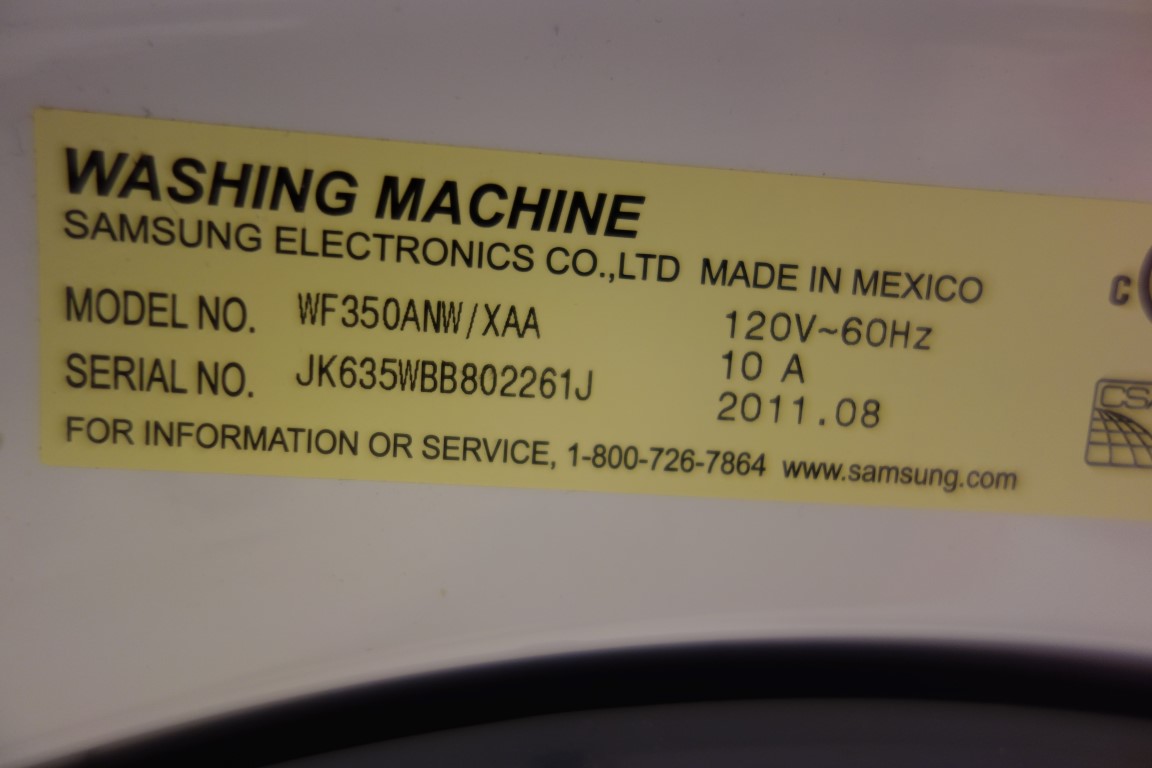 WASHING MACHINE
SAMSUNG ELECTRONICS CO.,LTD MADE IN MEXICO
MODEL NO. WF350ANW/XAA 120V~60Hz
10 A
SERIAL NO. JK635WBB802261J 2011.08
FOR INFORMATION OR SERVICE, 1-800-726-7864 www.samsung.com
C
CSA